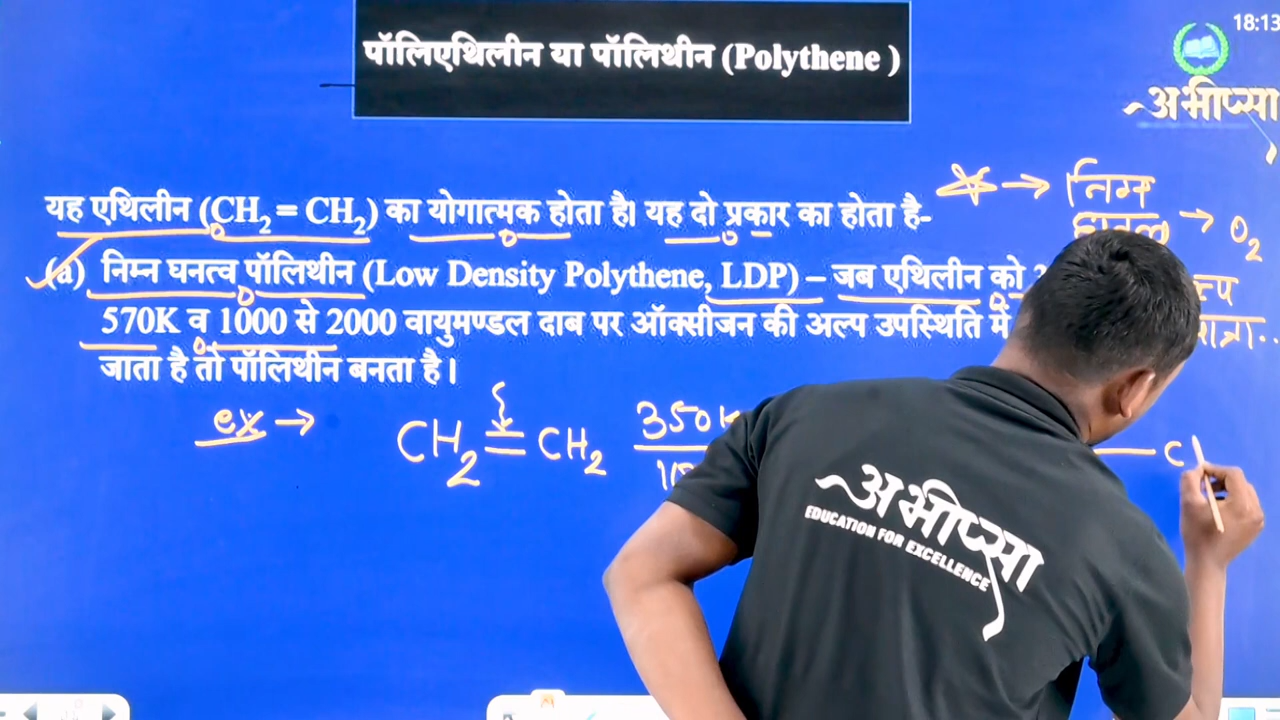 18:13
पॉलिएथिलीन या पॉलिथीन (Polythene )
अभीप्सा
यह एथिलीन (CH₂ = CH₂) का योगात्मक होता है। यह दो प्रकार का होता है-
→ निम्न
घनत्व → O₂
(a) निम्न घनत्व पॉलिथीन (Low Density Polythene, LDP) – जब एथिलीन को
570K व 1000 से 2000 वायुमण्डल दाब पर ऑक्सीजन की अल्प उपस्थिति में
जाता है तो पॉलिथीन बनता है।
ex → CH₂ = CH₂ 350K
अभीप्सा
EDUCATION FOR EXCELLENCE